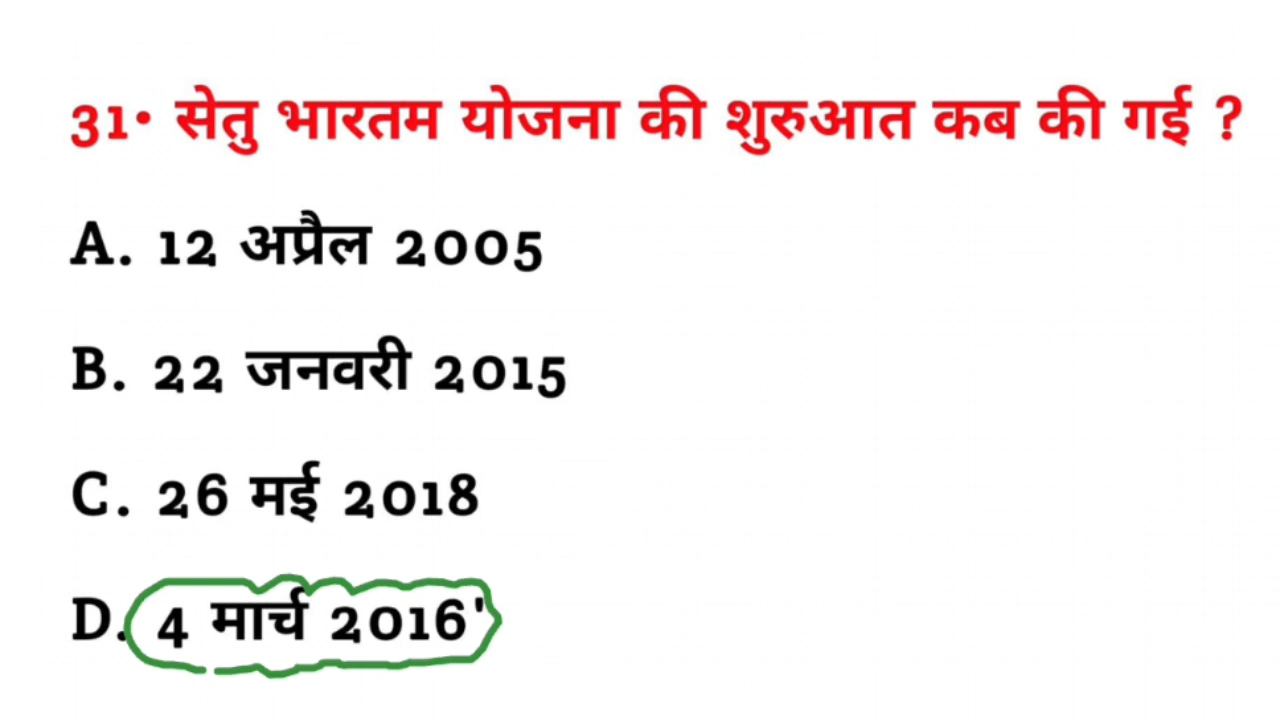 31• सेतु भारतम योजना की शुरुआत कब की गई ?
A. 12 अप्रैल 2005
B. 22 जनवरी 2015
C. 26 मई 2018
D. 4 मार्च 2016'